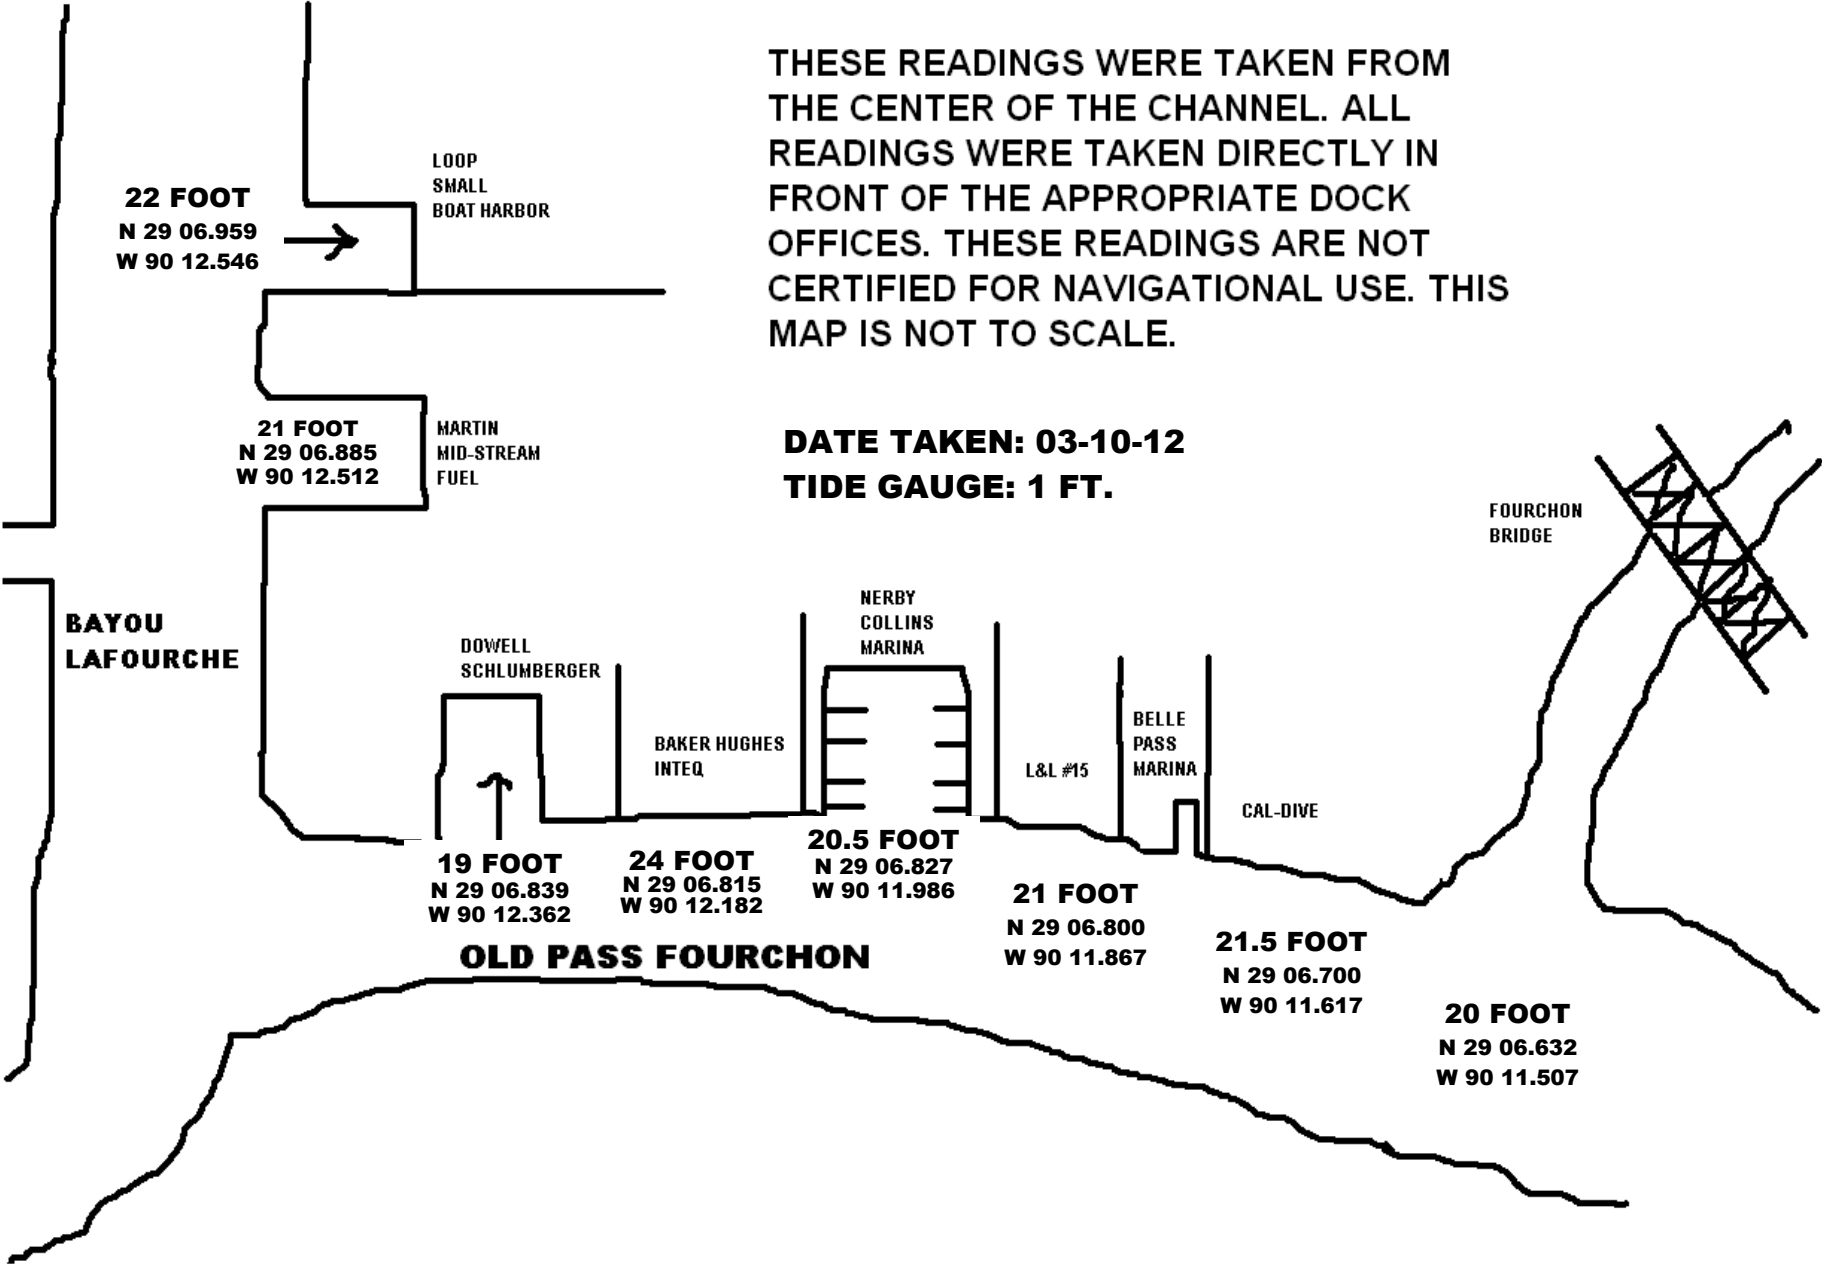 THESE READINGS WERE TAKEN FROM
THE CENTER OF THE CHANNEL. ALL
READINGS WERE TAKEN DIRECTLY IN
FRONT OF THE APPROPRIATE DOCK
OFFICES. THESE READINGS ARE NOT
CERTIFIED FOR NAVIGATIONAL USE. THIS
MAP IS NOT TO SCALE.
LOOP
SMALL
BOAT HARBOR
22 FOOT
N 29 06.959
W 90 12.546
21 FOOT
N 29 06.885
W 90 12.512
MARTIN
MID-STREAM
FUEL
DATE TAKEN: 03-10-12
TIDE GAUGE: 1 FT.
FOURCHON
BRIDGE
BAYOU
LAFOURCHE
DOWELL
SCHLUMBERGER
NERBY
COLLINS
MARINA
BAKER HUGHES
INTEQ
L&L #15
BELLE
PASS
MARINA
CAL-DIVE
19 FOOT
N 29 06.839
W 90 12.362
24 FOOT
N 29 06.815
W 90 12.182
20.5 FOOT
N 29 06.827
W 90 11.986
21 FOOT
N 29 06.800
W 90 11.867
21.5 FOOT
N 29 06.700
W 90 11.617
20 FOOT
N 29 06.632
W 90 11.507
OLD PASS FOURCHON